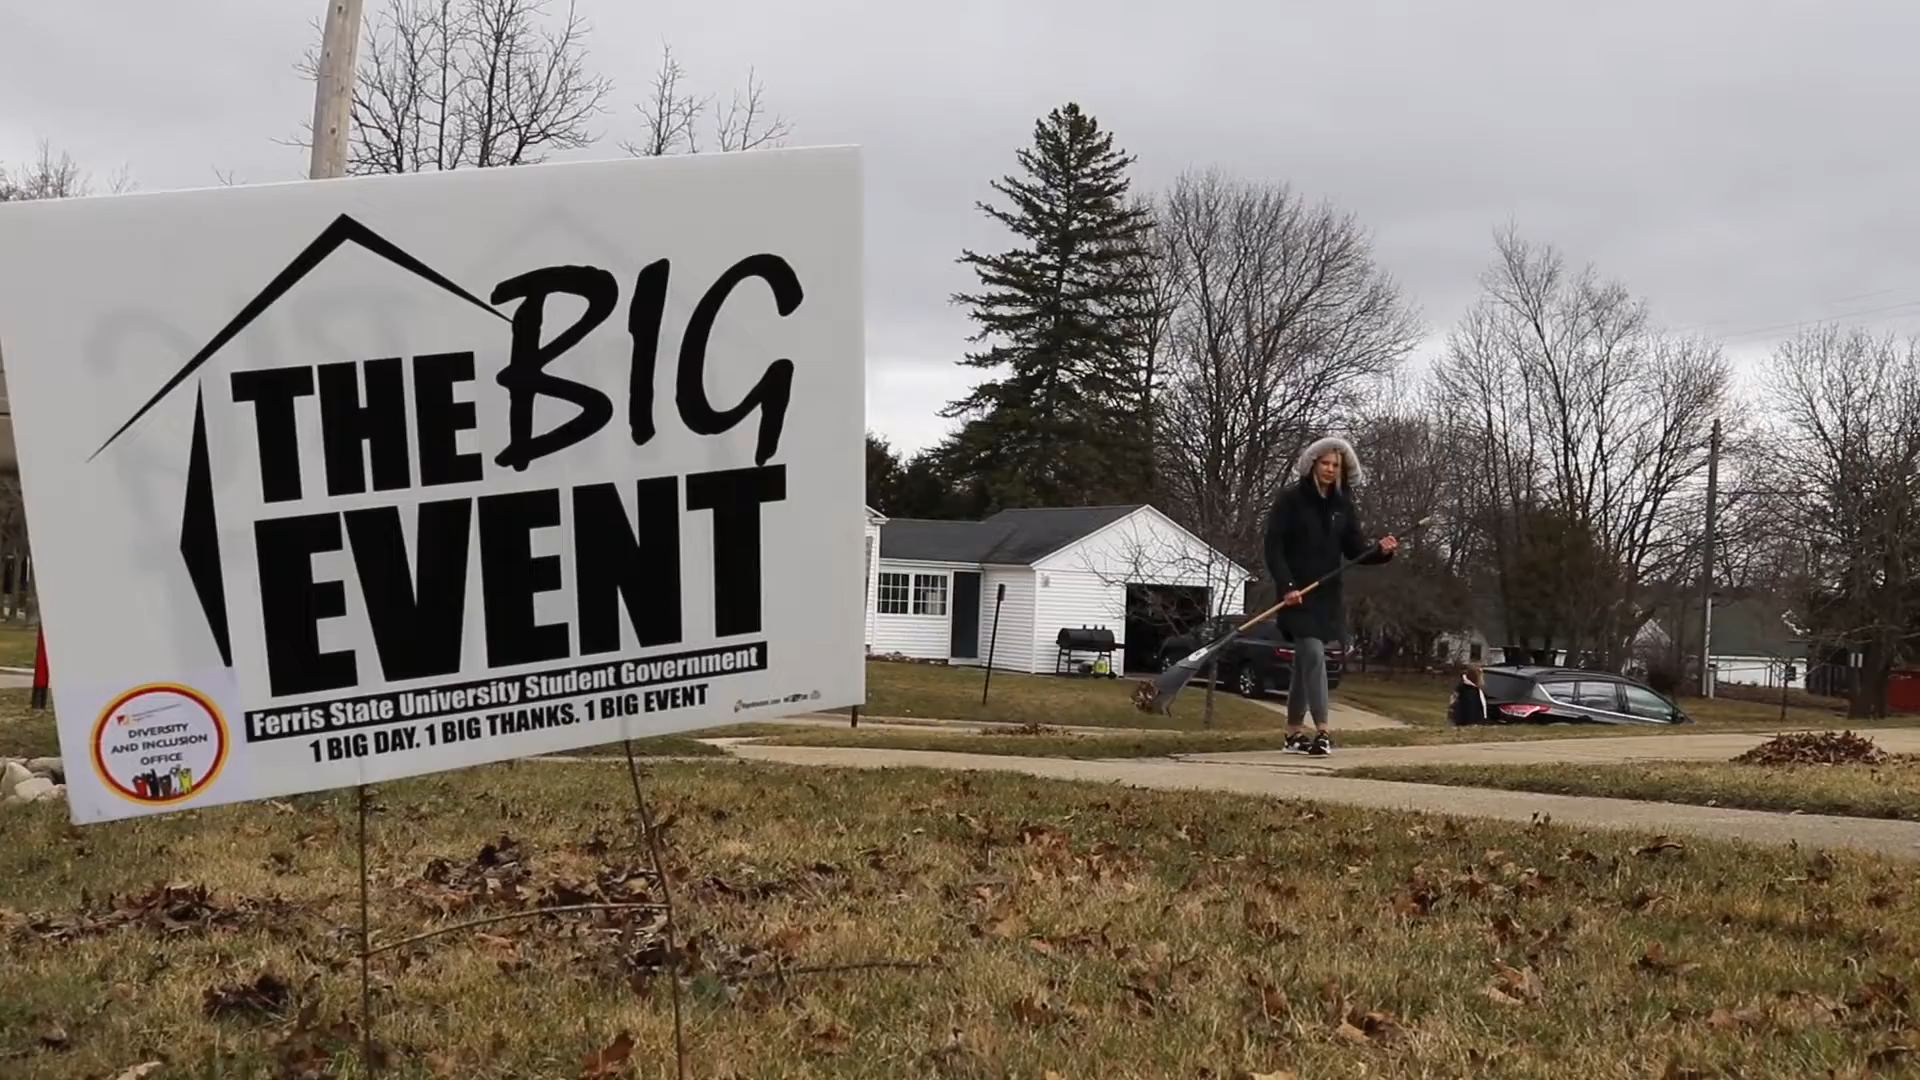 THE BIG
EVENT
Ferris State University Student Government
1 BIG DAY. 1 BIG THANKS. 1 BIG EVENT
DIVERSITY
AND INCLUSION
OFFICE